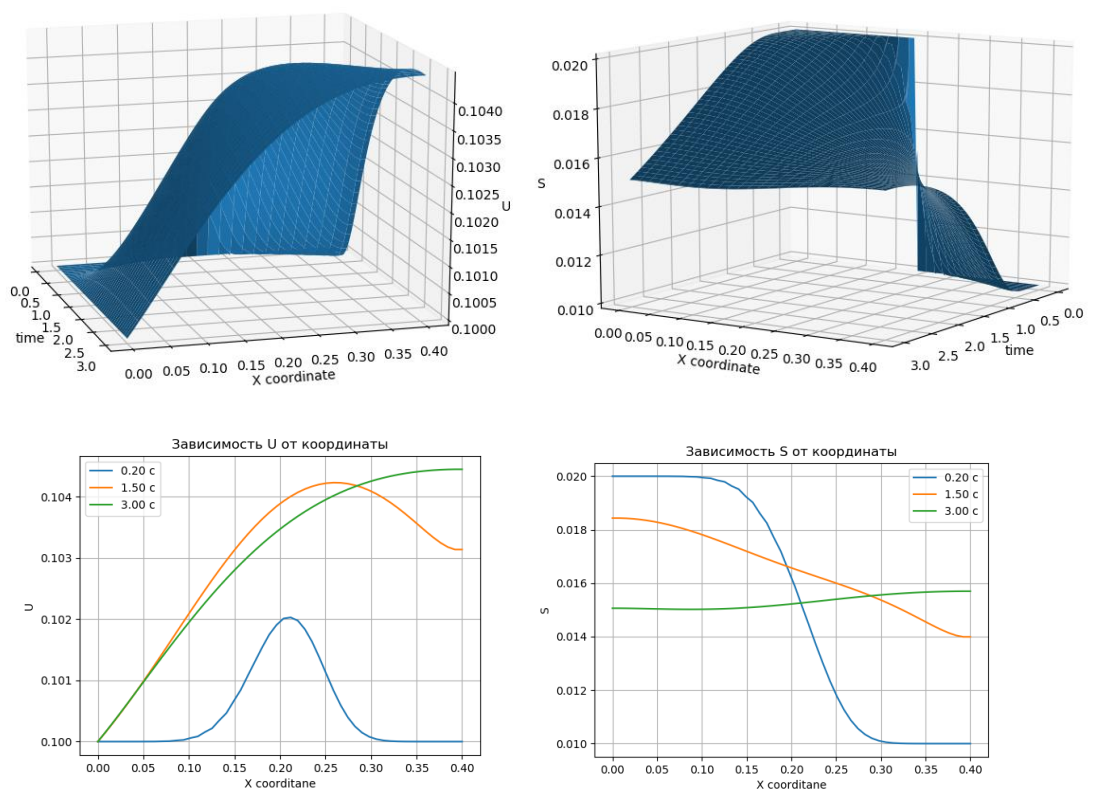 0.1040
0.1035
0.1030
0.1025
U
0.1020
0.1015
0.1010
0.1005
0.1000
0.0
0.5
1.0
time
1.5
2.0
2.5
3.0
0.00 0.05 0.10 0.15 0.20 0.25 0.30 0.35 0.40
X coordinate
0.020
0.018
0.016
S
0.014
0.012
0.010
0.00 0.05 0.10 0.15 0.20 0.25 0.30 0.35 0.40
X coordinate
3.0 2.5 2.0 1.5 1.0 0.5 0.0
time
Зависимость U от координаты
0.20 c
1.50 c
3.00 c
0.104
0.103
U
0.102
0.101
0.100
0.00 0.05 0.10 0.15 0.20 0.25 0.30 0.35 0.40
X coorditane
Зависимость S от координаты
0.20 c
1.50 c
3.00 c
0.020
0.018
0.016
S
0.014
0.012
0.010
0.00 0.05 0.10 0.15 0.20 0.25 0.30 0.35 0.40
X coorditane